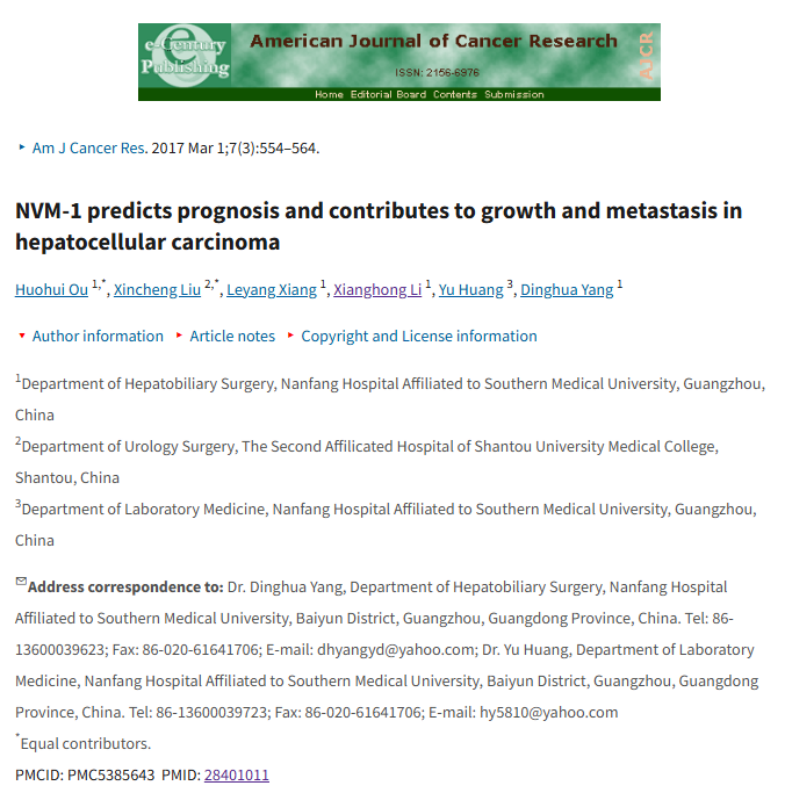 e-Century
Publishing
American Journal of Cancer Research
ISSN: 2156-6976
AJCR
Home Editorial Board Contents Submission
‣ Am J Cancer Res. 2017 Mar 1;7(3):554–564.
NVM-1 predicts prognosis and contributes to growth and metastasis in
hepatocellular carcinoma
Huohui Ou 1,*, Xincheng Liu 2,*, Leyang Xiang 1, Xianghong Li 1, Yu Huang 3, Dinghua Yang 1
▾ Author information ‣ Article notes ‣ Copyright and License information
1Department of Hepatobiliary Surgery, Nanfang Hospital Affiliated to Southern Medical University, Guangzhou,
China
2Department of Urology Surgery, The Second Affilicated Hospital of Shantou University Medical College,
Shantou, China
3Department of Laboratory Medicine, Nanfang Hospital Affiliated to Southern Medical University, Guangzhou,
China
✉Address correspondence to: Dr. Dinghua Yang, Department of Hepatobiliary Surgery, Nanfang Hospital
Affiliated to Southern Medical University, Baiyun District, Guangzhou, Guangdong Province, China. Tel: 86-
13600039623; Fax: 86-020-61641706; E-mail: dhyangyd@yahoo.com; Dr. Yu Huang, Department of Laboratory
Medicine, Nanfang Hospital Affiliated to Southern Medical University, Baiyun District, Guangzhou, Guangdong
Province, China. Tel: 86-13600039723; Fax: 86-020-61641706; E-mail: hy5810@yahoo.com
*Equal contributors.
PMCID: PMC5385643 PMID: 28401011